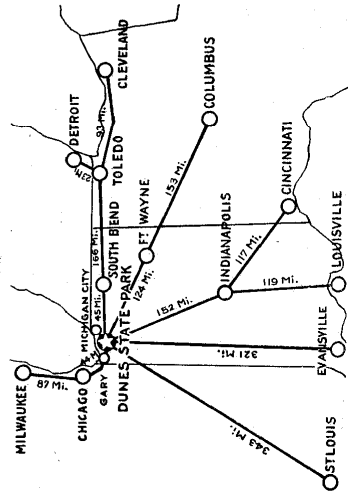 CLEVELAND
93 Mi.
DETROIT
COLUMBUS
TOLEDO
153 Mi.
CINCINNATI
FT. WAYNE
166 Mi.
SOUTH BEND
124 Mi.
INDIANAPOLIS
117 Mi.
LOUISVILLE
119 Mi.
MICHIGAN CITY
45 Mi.
DUNES STATE PARK
152 Mi.
EVANSVILLE
321 Mi.
GARY
MILWAUKEE
87 Mi.
CHICAGO
343 Mi.
ST. LOUIS